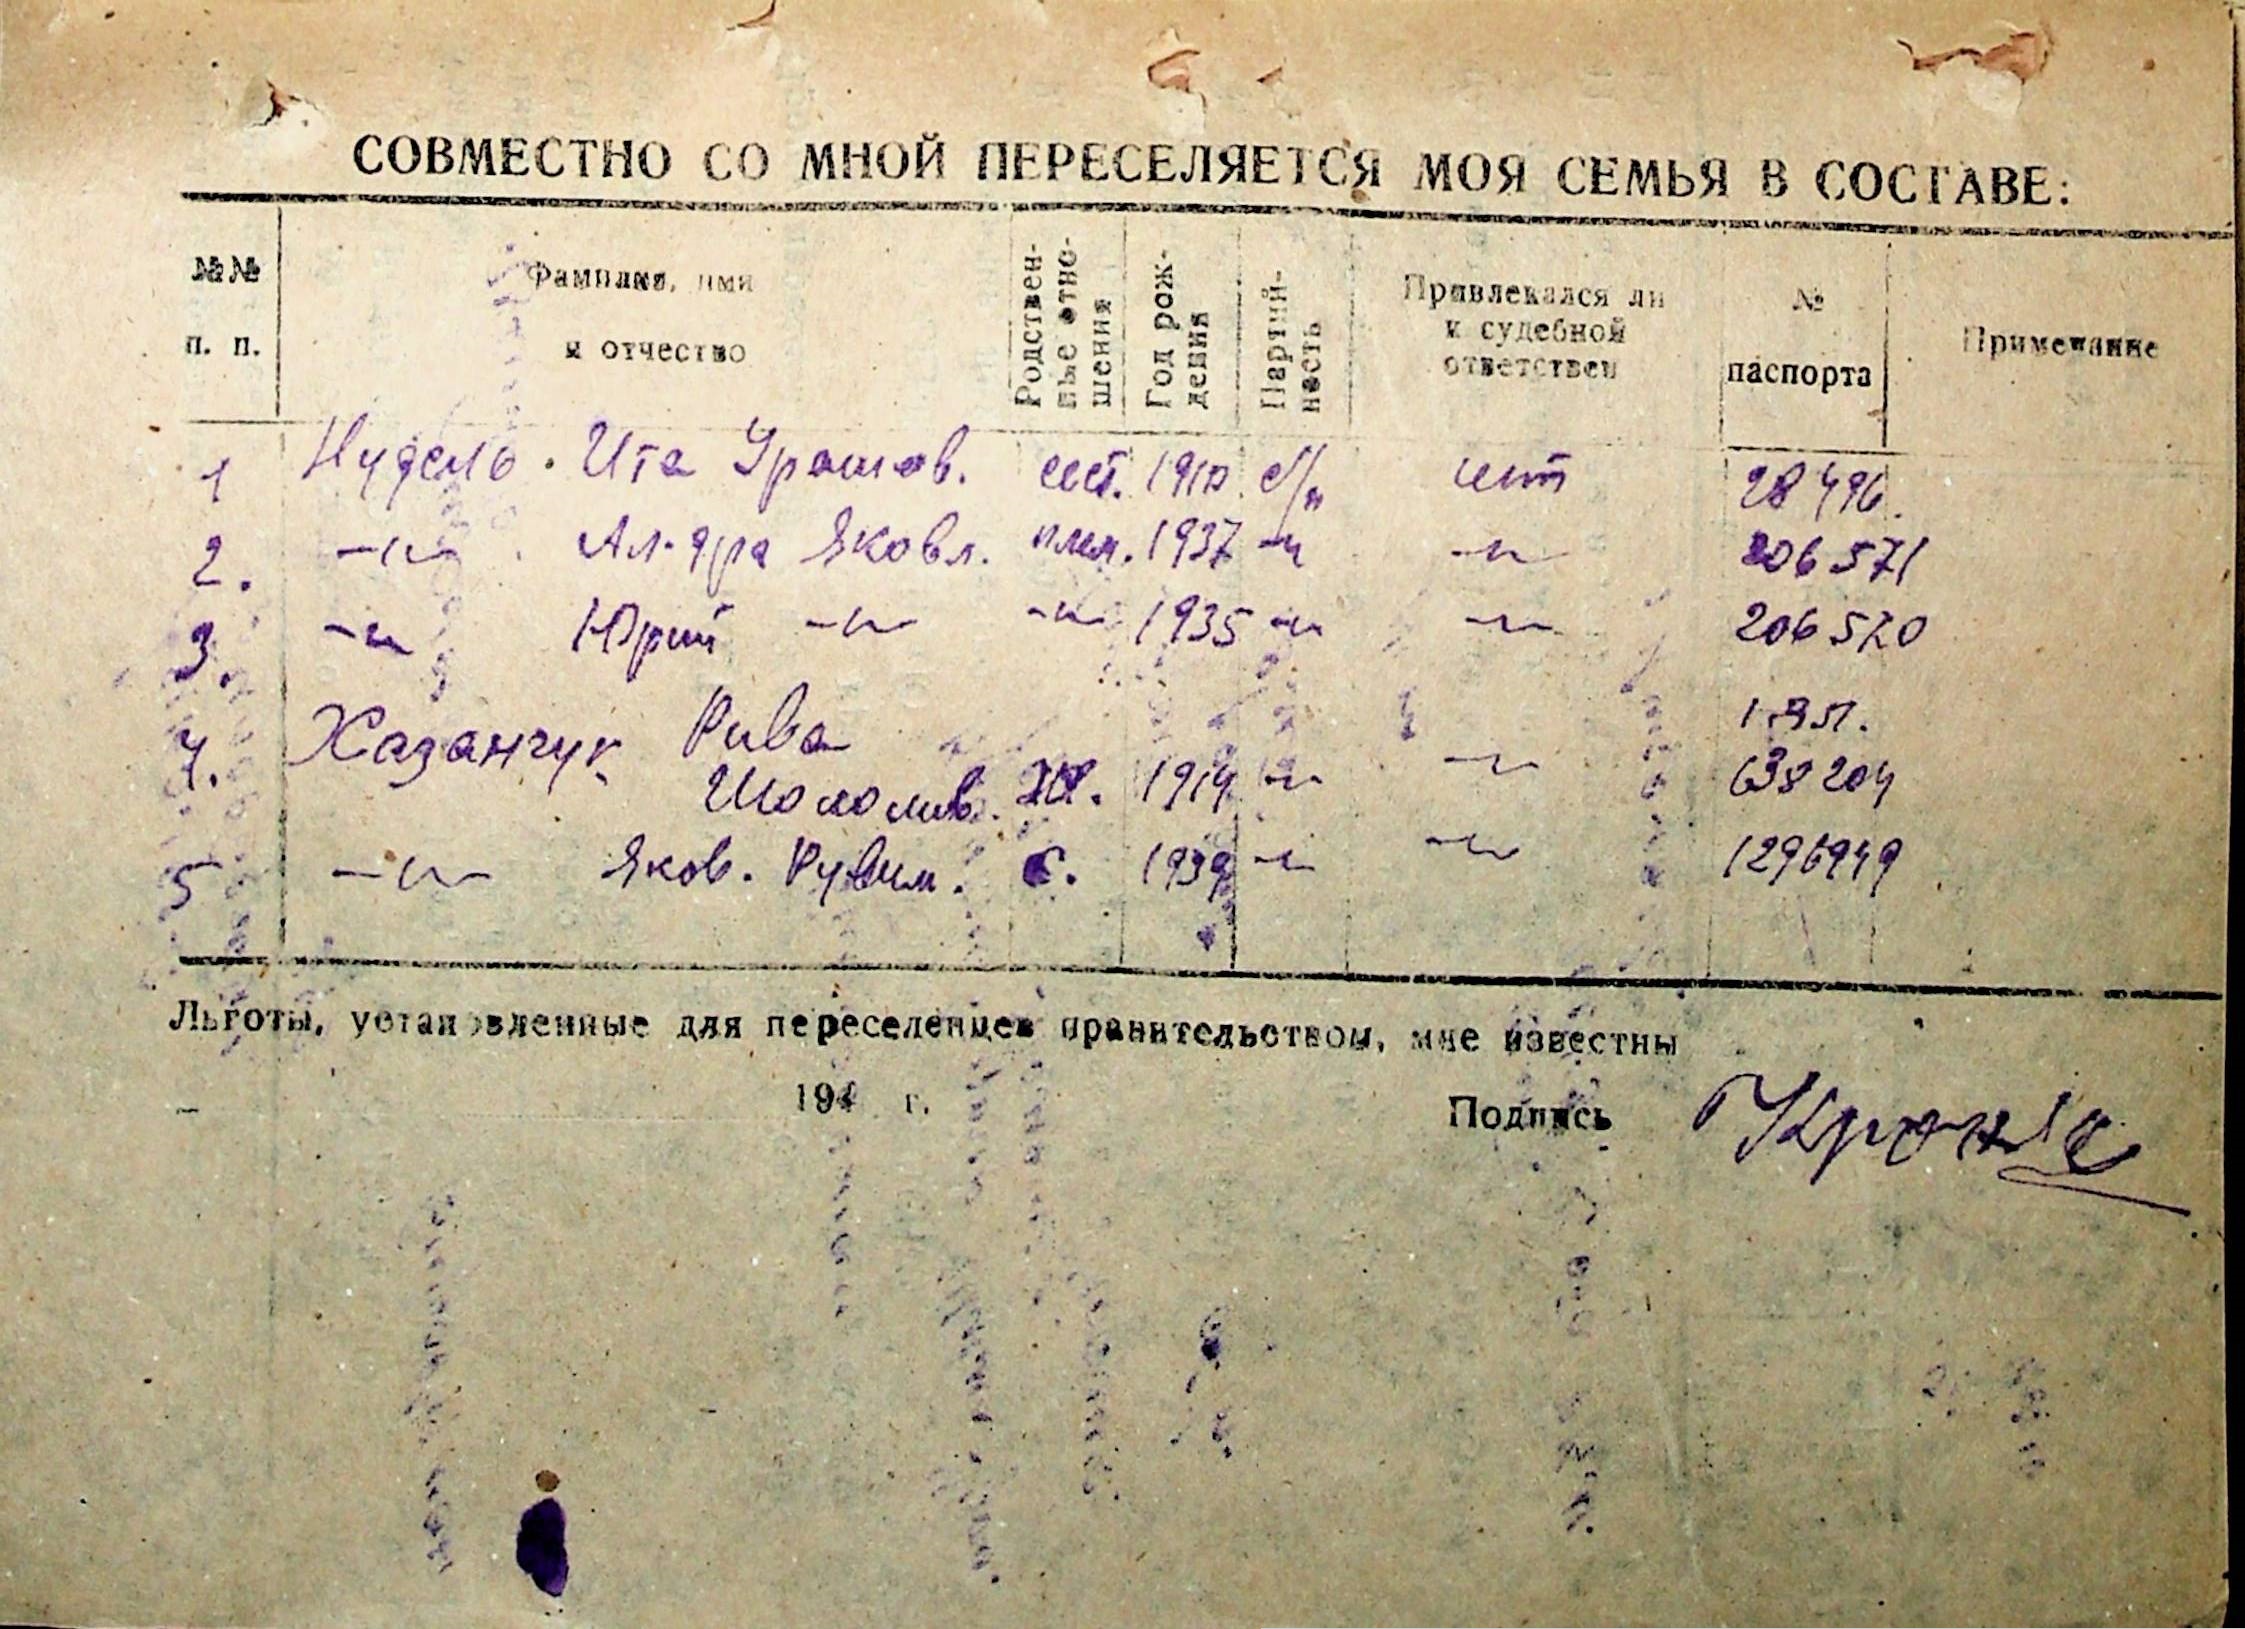 СОВМЕСТНО СО МНОЙ ПЕРЕСЕЛЯЕТСЯ МОЯ СЕМЬЯ В СОСТАВЕ:
№№ п. п.
Фамилия, имя и отчество
Родственные отношения
Год рождения
Партийность
Привлекался ли к судебной ответствен
№ паспорта
Примечание
1 Нудель. Ита Урашов. сест. 1910. б/п нет 28496.
2. —"— Ал-дра Яковл. плем. 1937 —"— —"— 206571
3. —"— Юрий —"— —"— 1935 —"— —"— 206570
4. Хазанчук Рива
Шоломов. Ж. 1914 —"— —"— 638204
5 —"— Яков. Рувим. С. 1939 —"— —"— 1296949
Льготы, установленные для переселенцев правительством, мне известны
194 г. Подпись